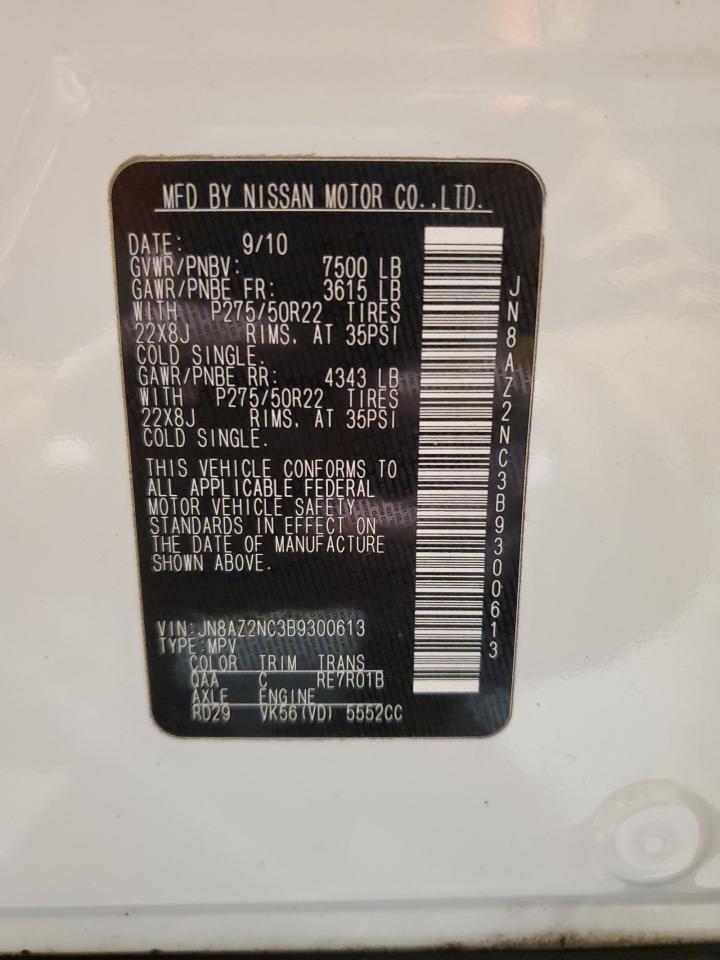 MFD BY NISSAN MOTOR CO.,LTD.
DATE: 9/10
GVWR/PNBV: 7500 LB
GAWR/PNBE FR: 3615 LB
WITH P275/50R22 TIRES
22X8J RIMS. AT 35PSI
COLD SINGLE.
GAWR/PNBE RR: 4343 LB
WITH P275/50R22 TIRES
22X8J RIMS. AT 35PSI
COLD SINGLE.
THIS VEHICLE CONFORMS TO
ALL APPLICABLE FEDERAL
MOTOR VEHICLE SAFETY
STANDARDS IN EFFECT ON
THE DATE OF MANUFACTURE
SHOWN ABOVE.
VIN:JN8AZ2NC3B9300613
TYPE:MPV
COLOR TRIM TRANS
QAA C RE7R01B
AXLE ENGINE
RD29 VK56(VD) 5552CC
JN8AZ2NC3B9300613